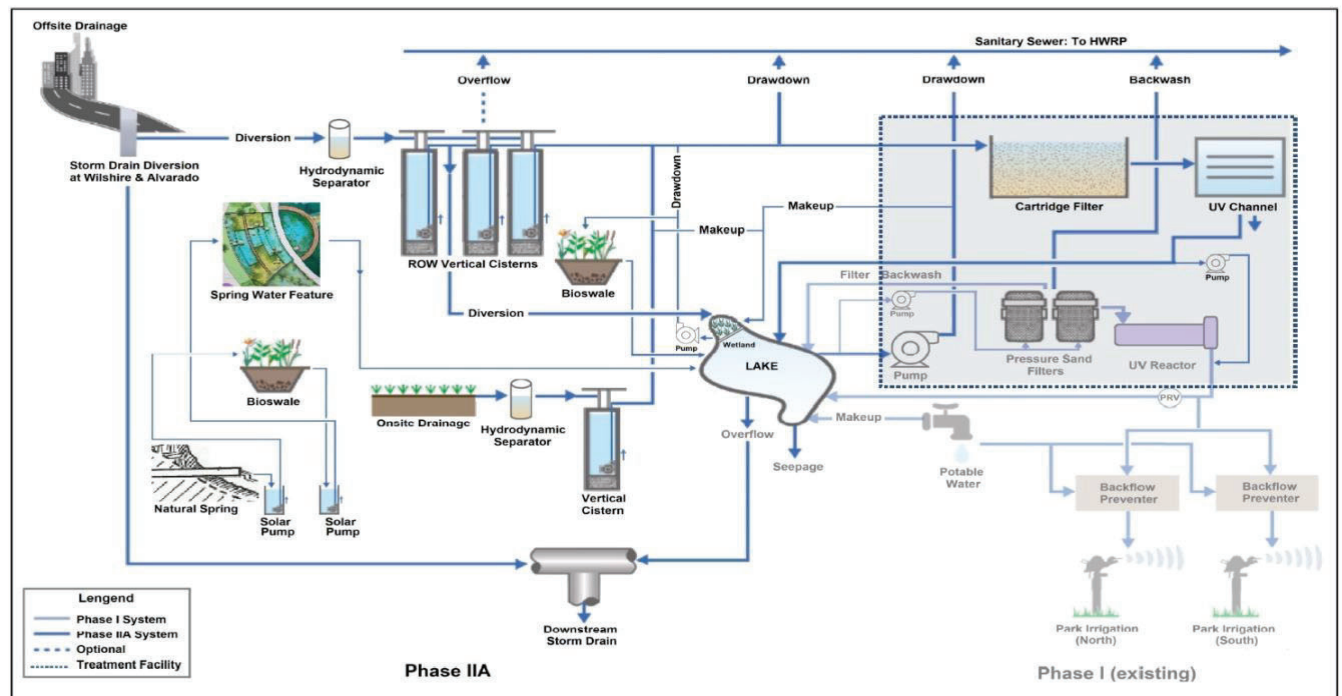 Offsite Drainage
Sanitary Sewer: To HWRP
Overflow
Drawdown
Drawdown
Backwash
Diversion
Storm Drain Diversion
at Wilshire & Alvarado
Hydrodynamic
Separator
Drawdown
Cartridge Filter
UV Channel
Makeup
Makeup
ROW Vertical Cisterns
Spring Water Feature
Bioswale
Filter Backwash
Pump
Pump
Diversion
Pump
Wetland
LAKE
Pump
Pressure Sand
Filters
UV Reactor
Bioswale
PRV
Onsite Drainage
Hydrodynamic
Separator
Makeup
Overflow
Seepage
Potable
Water
Backflow
Preventer
Backflow
Preventer
Natural Spring
Solar
Pump
Solar
Pump
Vertical
Cistern
Lengend
Phase I System
Phase IIA System
Optional
Treatment Facility
Downstream
Storm Drain
Park Irrigation
(North)
Park Irrigation
(South)
Phase IIA
Phase I (existing)